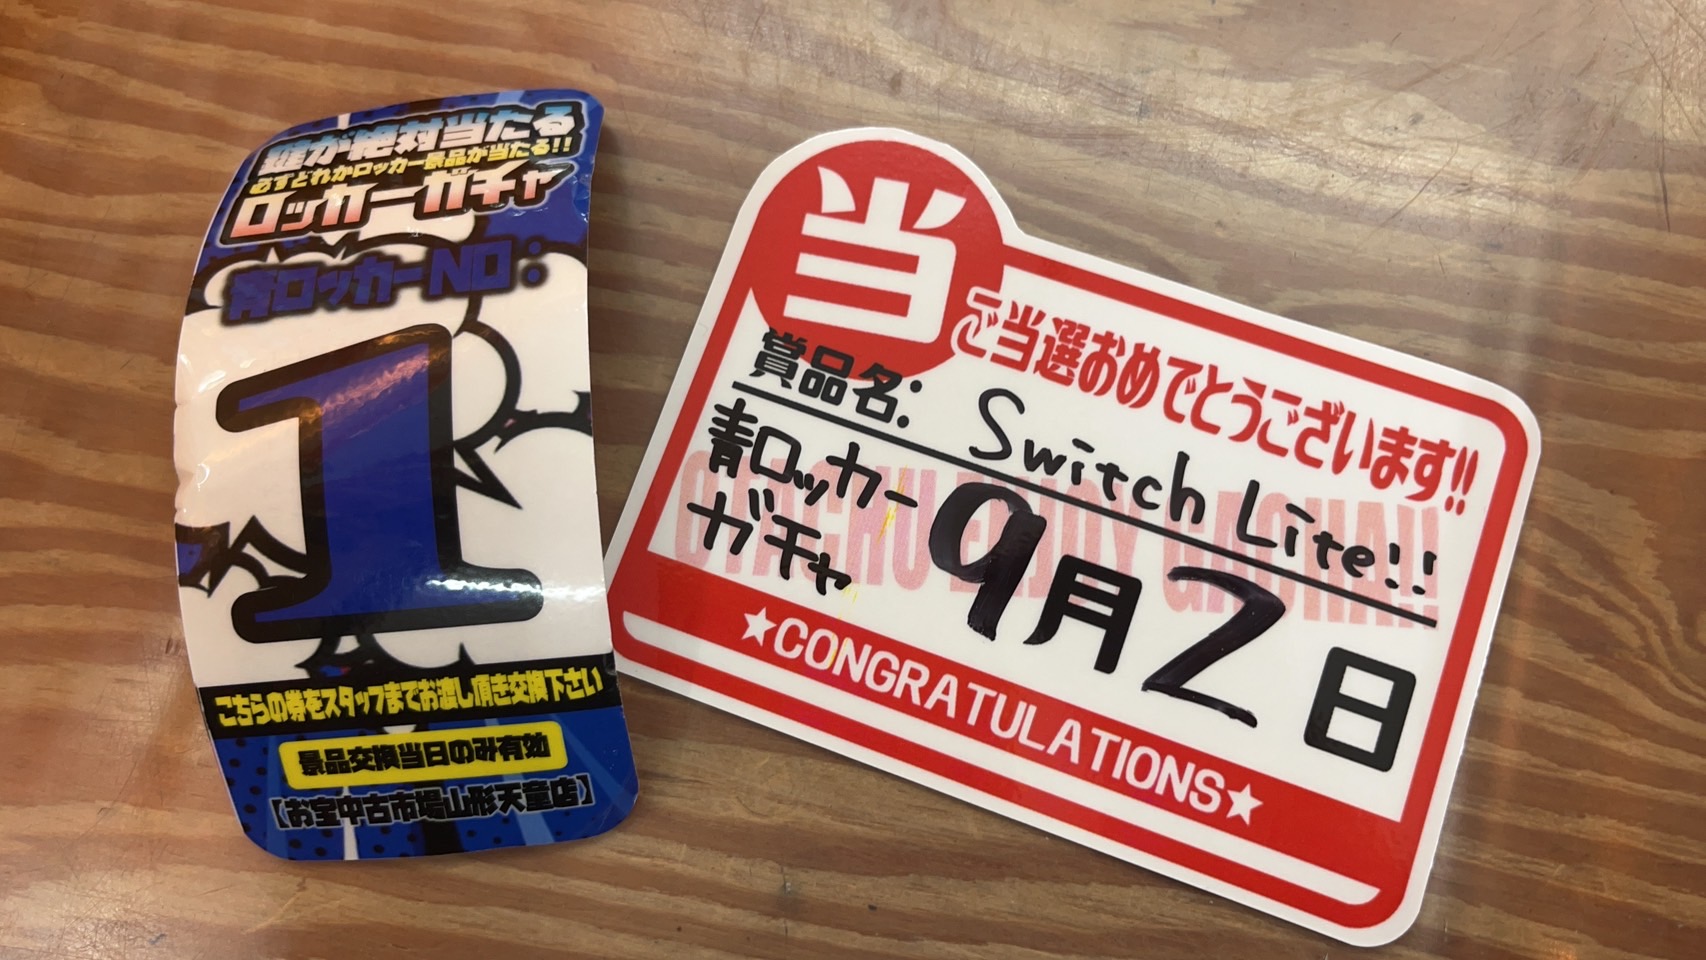 鍵が絶対当たる
必ずどれかロッカー景品が当たる!!
ロッカーガチャ
青ロッカーNO:
1
こちらの券をスタッフまでお渡し頂き交換下さい
景品交換当日のみ有効
【お宝中古市場山形天童店】
当
ご当選おめでとうございます!!
賞品名: Switch Lite!!
青ロッカー
ガチャ
9月2日
ENJOY GACHA!!
★CONGRATULATIONS★